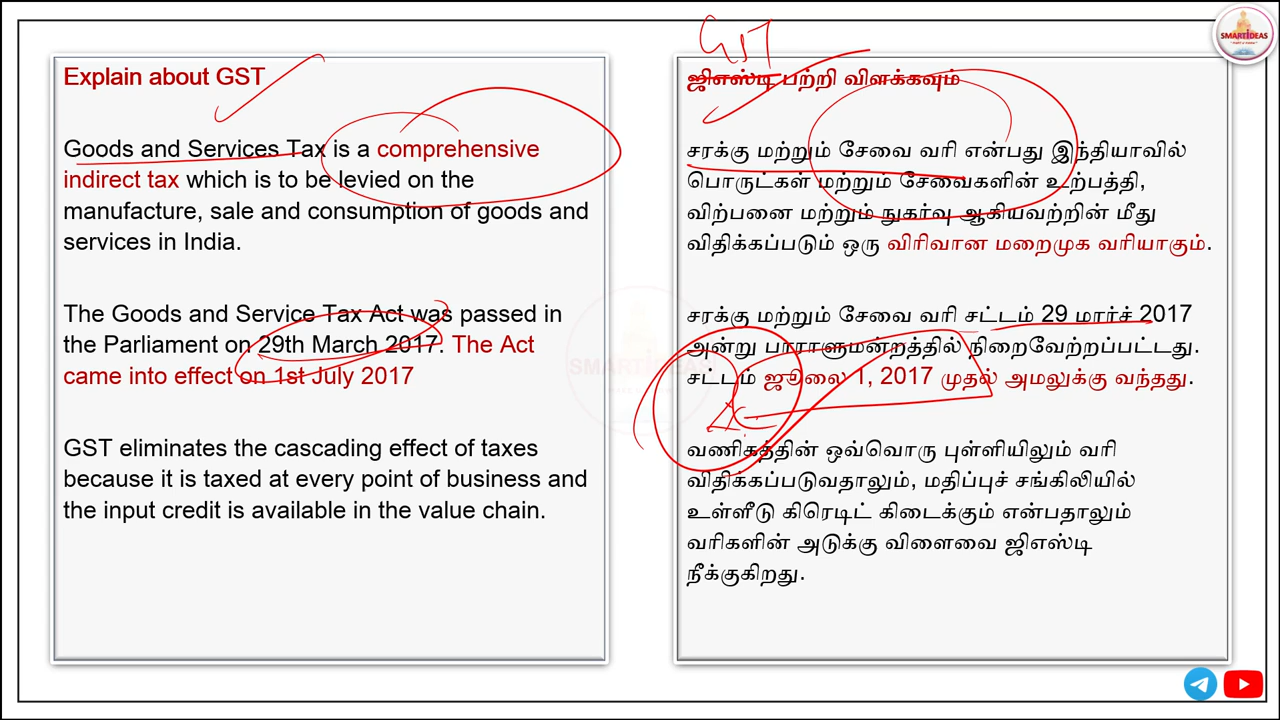 SMARTIDEAS
Explain about GST
Goods and Services Tax is a comprehensive
indirect tax which is to be levied on the
manufacture, sale and consumption of goods and
services in India.
The Goods and Service Tax Act was passed in
the Parliament on 29th March 2017. The Act
came into effect on 1st July 2017
GST eliminates the cascading effect of taxes
because it is taxed at every point of business and
the input credit is available in the value chain.
GST
ஜிஎஸ்டி பற்றி விளக்கவும்
சரக்கு மற்றும் சேவை வரி என்பது இந்தியாவில்
பொருட்கள் மற்றும் சேவைகளின் உற்பத்தி,
விற்பனை மற்றும் நுகர்வு ஆகியவற்றின் மீது
விதிக்கப்படும் ஒரு விரிவான மறைமுக வரியாகும்.
சரக்கு மற்றும் சேவை வரி சட்டம் 29 மார்ச் 2017
அன்று பாராளுமன்றத்தில் நிறைவேற்றப்பட்டது.
சட்டம் ஜூலை 1, 2017 முதல் அமலுக்கு வந்தது.
வணிகத்தின் ஒவ்வொரு புள்ளியிலும் வரி
விதிக்கப்படுவதாலும், மதிப்புச் சங்கிலியில்
உள்ளீடு கிரெடிட் கிடைக்கும் என்பதாலும்
வரிகளின் அடுக்கு விளைவை ஜிஎஸ்டி
நீக்குகிறது.